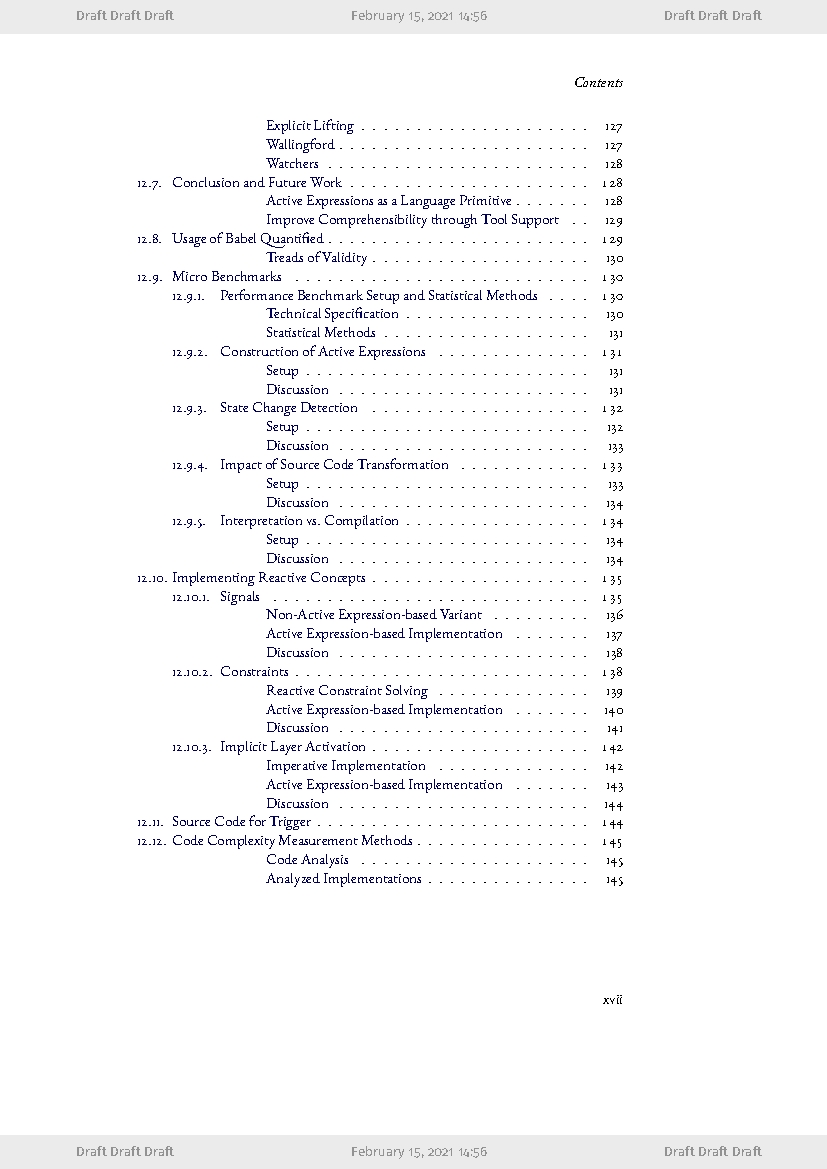 Draft Draft Draft February 15, 2021 14:56 Draft Draft Draft
Contents
Explicit Lifting . . . . . . . . . . . . . . . . . . . . . 127
Wallingford . . . . . . . . . . . . . . . . . . . . . . . 127
Watchers . . . . . . . . . . . . . . . . . . . . . . . . 128
12.7. Conclusion and Future Work . . . . . . . . . . . . . . . . . . . . . . 128
Active Expressions as a Language Primitive . . . . . . . 128
Improve Comprehensibility through Tool Support . . 129
12.8. Usage of Babel Quantified . . . . . . . . . . . . . . . . . . . . . . . . 129
Treads of Validity . . . . . . . . . . . . . . . . . . . . 130
12.9. Micro Benchmarks . . . . . . . . . . . . . . . . . . . . . . . . . . . 130
12.9.1. Performance Benchmark Setup and Statistical Methods . . . . 130
Technical Specification . . . . . . . . . . . . . . . . . 130
Statistical Methods . . . . . . . . . . . . . . . . . . . 131
12.9.2. Construction of Active Expressions . . . . . . . . . . . . . . 131
Setup . . . . . . . . . . . . . . . . . . . . . . . . . . 131
Discussion . . . . . . . . . . . . . . . . . . . . . . . 131
12.9.3. State Change Detection . . . . . . . . . . . . . . . . . . . . 132
Setup . . . . . . . . . . . . . . . . . . . . . . . . . . 132
Discussion . . . . . . . . . . . . . . . . . . . . . . . 133
12.9.4. Impact of Source Code Transformation . . . . . . . . . . . . 133
Setup . . . . . . . . . . . . . . . . . . . . . . . . . . 133
Discussion . . . . . . . . . . . . . . . . . . . . . . . 134
12.9.5. Interpretation vs. Compilation . . . . . . . . . . . . . . . . . 134
Setup . . . . . . . . . . . . . . . . . . . . . . . . . . 134
Discussion . . . . . . . . . . . . . . . . . . . . . . . 134
12.10. Implementing Reactive Concepts . . . . . . . . . . . . . . . . . . . . 135
12.10.1. Signals . . . . . . . . . . . . . . . . . . . . . . . . . . . . . 135
Non-Active Expression-based Variant . . . . . . . . . 136
Active Expression-based Implementation . . . . . . . 137
Discussion . . . . . . . . . . . . . . . . . . . . . . . 138
12.10.2. Constraints . . . . . . . . . . . . . . . . . . . . . . . . . . . 138
Reactive Constraint Solving . . . . . . . . . . . . . . 139
Active Expression-based Implementation . . . . . . . 140
Discussion . . . . . . . . . . . . . . . . . . . . . . . 141
12.10.3. Implicit Layer Activation . . . . . . . . . . . . . . . . . . . . 142
Imperative Implementation . . . . . . . . . . . . . . 142
Active Expression-based Implementation . . . . . . . 143
Discussion . . . . . . . . . . . . . . . . . . . . . . . 144
12.11. Source Code for Trigger . . . . . . . . . . . . . . . . . . . . . . . . . 144
12.12. Code Complexity Measurement Methods . . . . . . . . . . . . . . . . 145
Code Analysis . . . . . . . . . . . . . . . . . . . . . 145
Analyzed Implementations . . . . . . . . . . . . . . . 145
xvii
Draft Draft Draft February 15, 2021 14:56 Draft Draft Draft